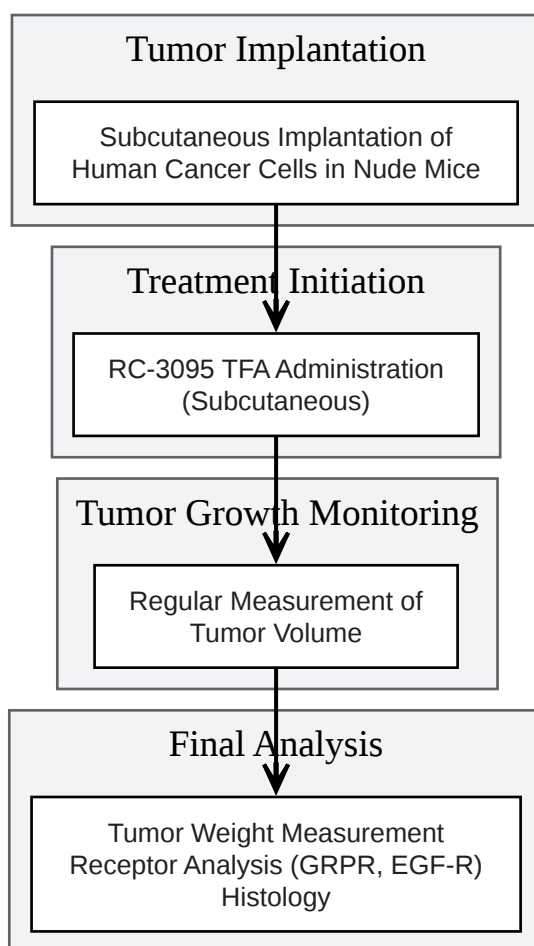 Tumor Implantation
Subcutaneous Implantation of
Human Cancer Cells in Nude Mice
Treatment Initiation
RC-3095 TFA Administration
(Subcutaneous)
Tumor Growth Monitoring
Regular Measurement of
Tumor Volume
Final Analysis
Tumor Weight Measurement
Receptor Analysis (GRPR, EGF-R)
Histology